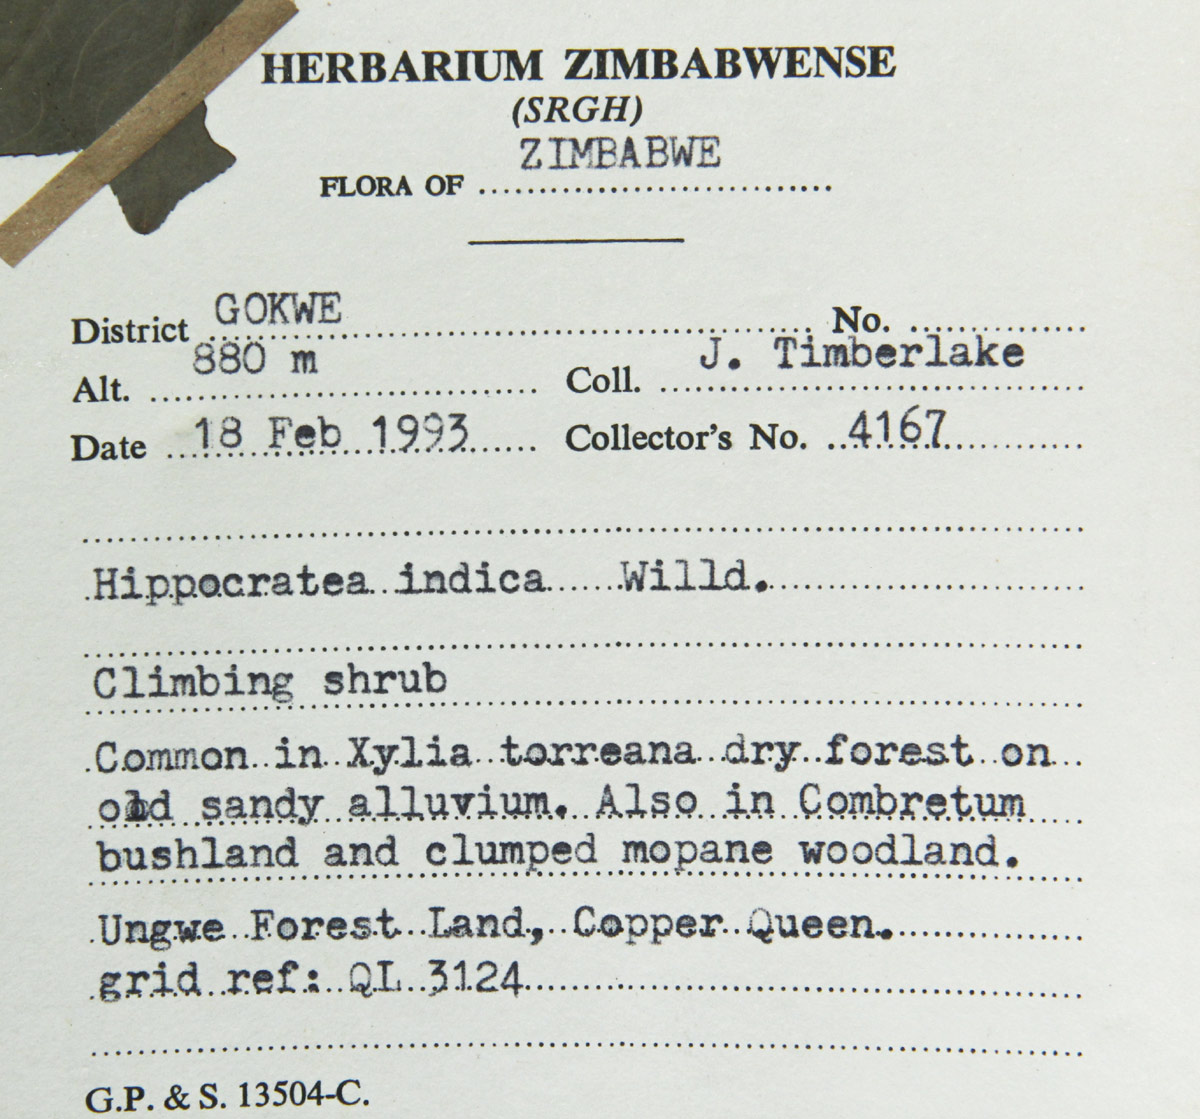 HERBARIUM ZIMBABWENSE
(SRGH)
ZIMBABWE
FLORA OF
District GOKWE No.
Alt. 880 m Coll. J. Timberlake
Date 18 Feb 1993 Collector's No. 4167
Hippocratea indica Willd.
Climbing shrub
Common in Xylia torreana dry forest on
old sandy alluvium. Also in Combretum
bushland and clumped mopane woodland.
Ungwe Forest Land, Copper Queen.
grid ref: QL 3124
G.P. & S. 13504-C.